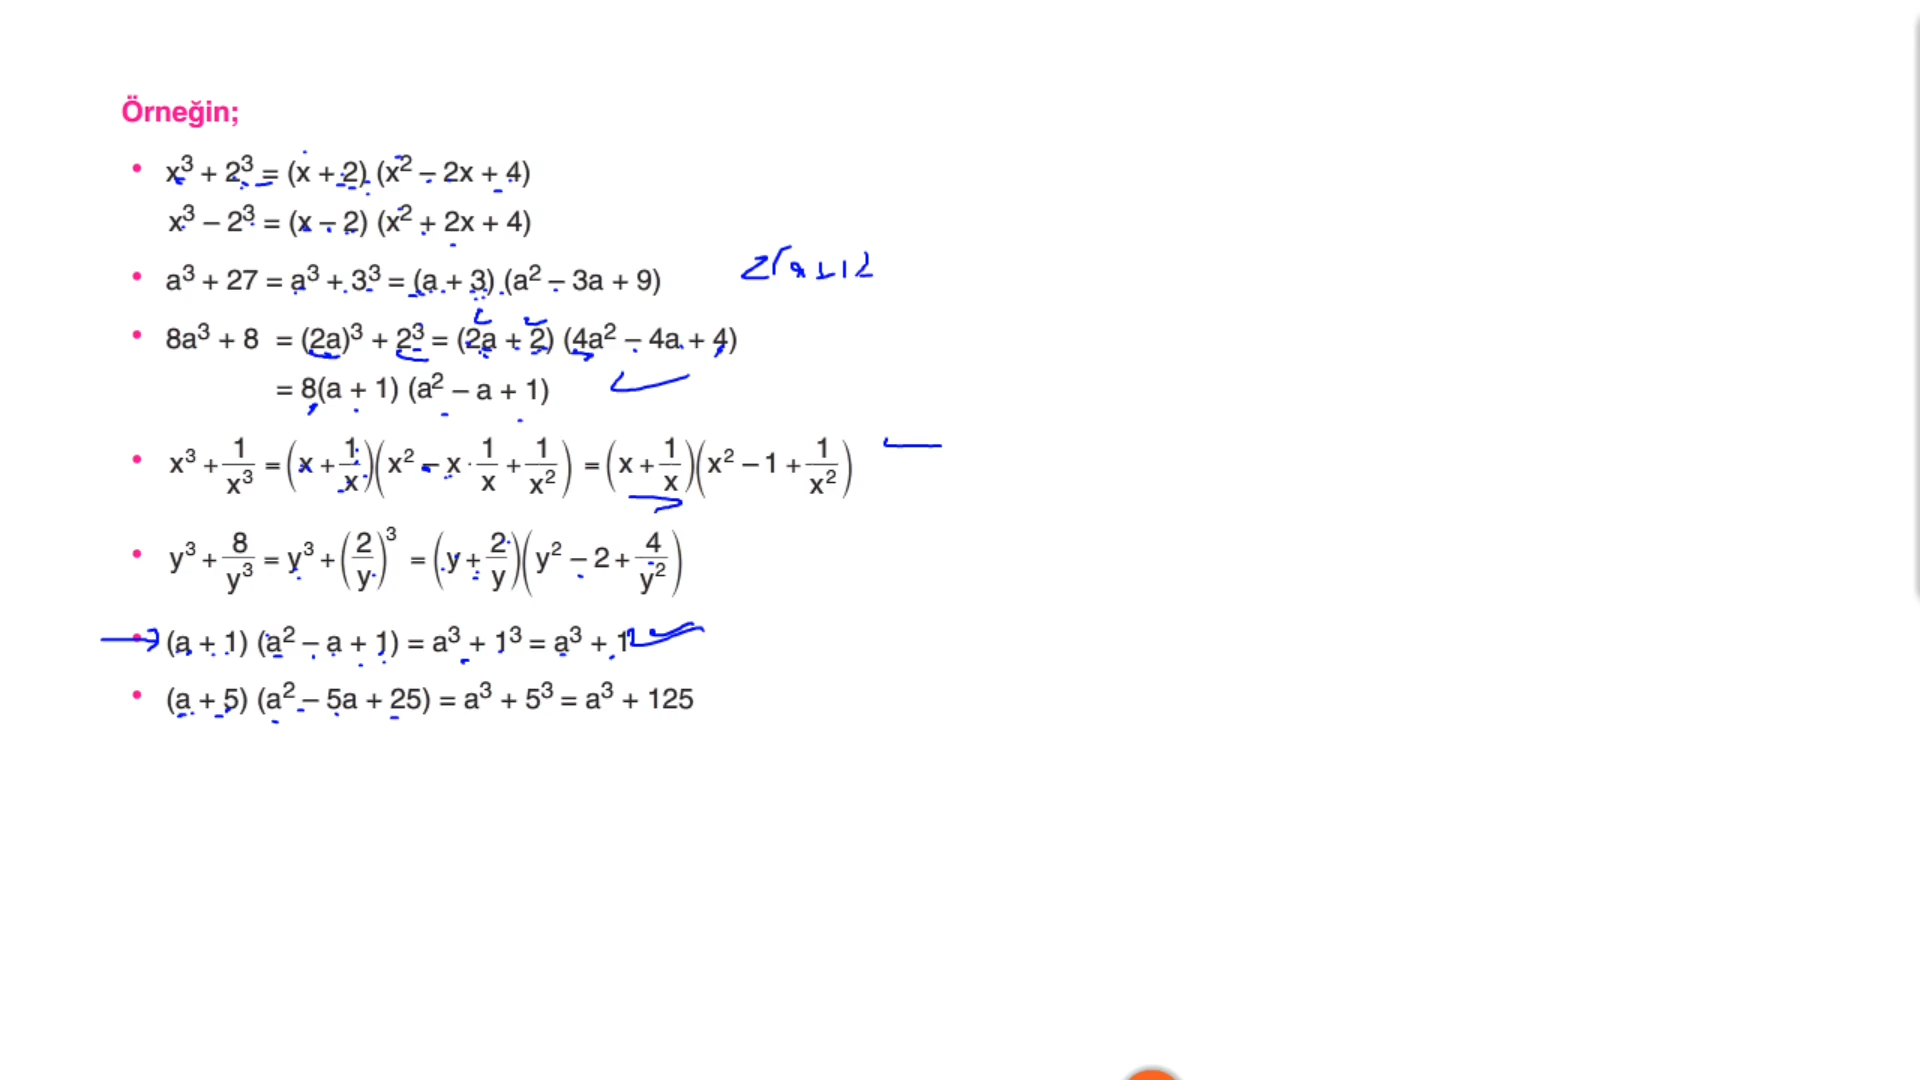 Örneğin;
• x³ + 2³ = (x + 2) (x² – 2x + 4)
x³ – 2³ = (x – 2) (x² + 2x + 4)
• a³ + 27 = a³ + 3³ = (a + 3) (a² – 3a + 9)
• 8a³ + 8 = (2a)³ + 2³ = (2a + 2) (4a² – 4a + 4)
= 8(a + 1) (a² – a + 1)
• x³ + 1/x³ = (x + 1/x)(x² – x · 1/x + 1/x²) = (x + 1/x)(x² – 1 + 1/x²)
• y³ + 8/y³ = y³ + (2/y)³ = (y + 2/y)(y² – 2 + 4/y²)
• (a + 1) (a² – a + 1) = a³ + 1³ = a³ + 1
• (a + 5) (a² – 5a + 25) = a³ + 5³ = a³ + 125